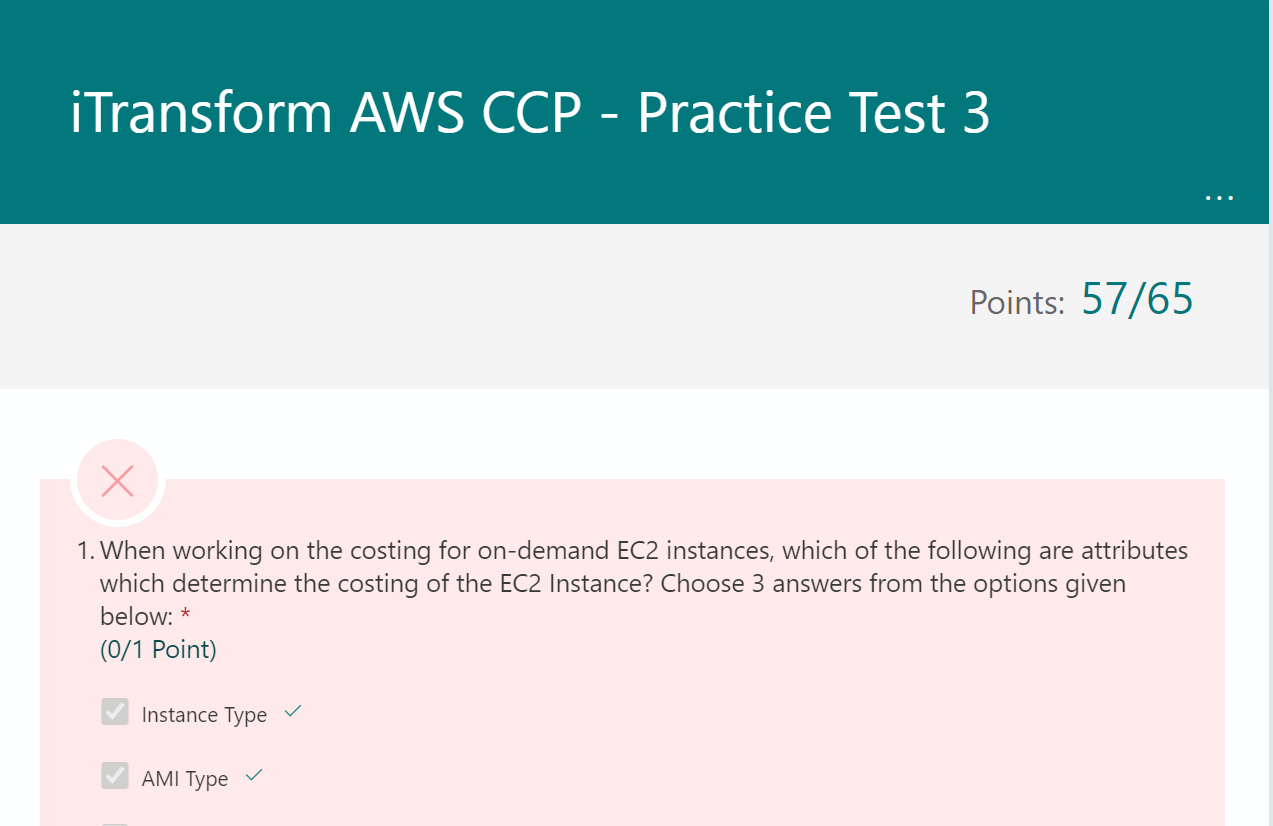 iTransform AWS CCP - Practice Test 3
...
Points: 57/65
1. When working on the costing for on-demand EC2 instances, which of the following are attributes
which determine the costing of the EC2 Instance? Choose 3 answers from the options given
below: *
(0/1 Point)
Instance Type
AMI Type